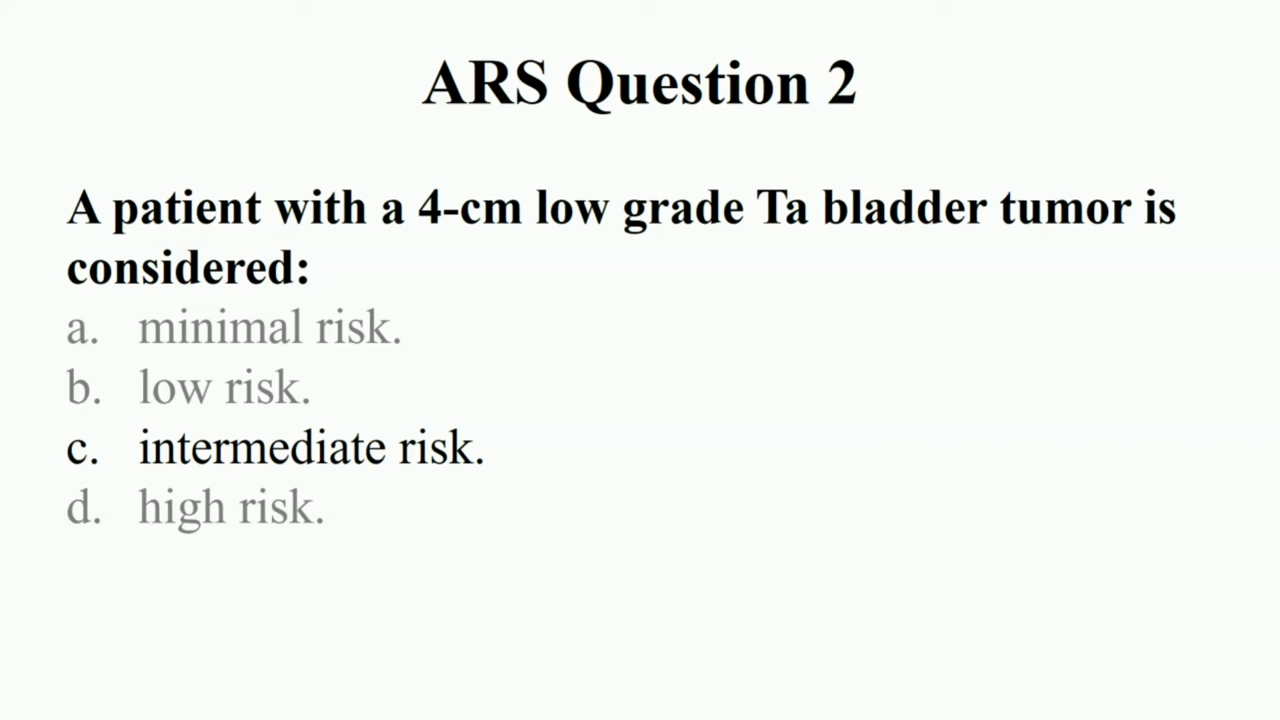 ARS Question 2
A patient with a 4-cm low grade Ta bladder tumor is
considered:
a. minimal risk.
b. low risk.
c. intermediate risk.
d. high risk.